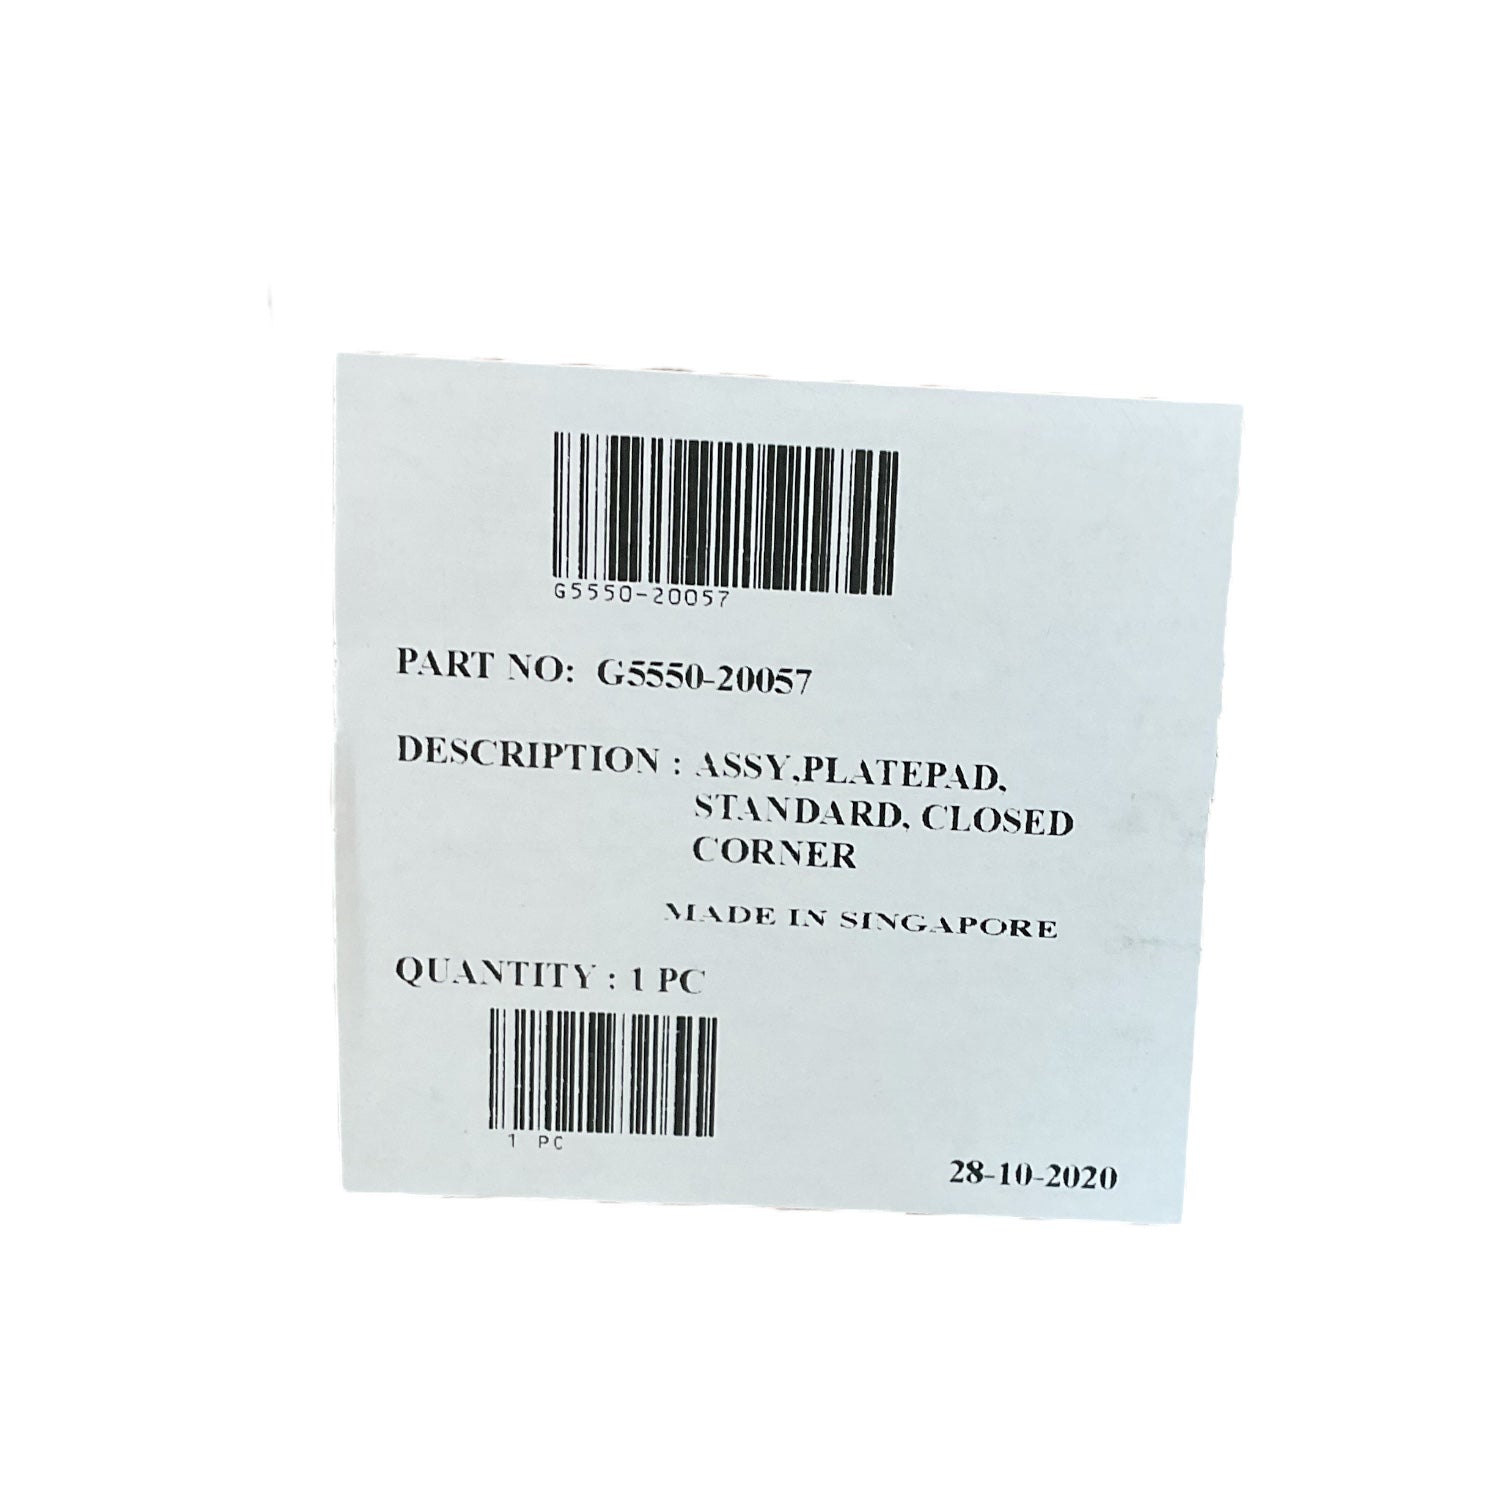 G5550-20057
PART NO: G5550-20057
DESCRIPTION : ASSY,PLATEPAD,
STANDARD, CLOSED
CORNER
MADE IN SINGAPORE
QUANTITY : 1 PC
1 PC
28-10-2020